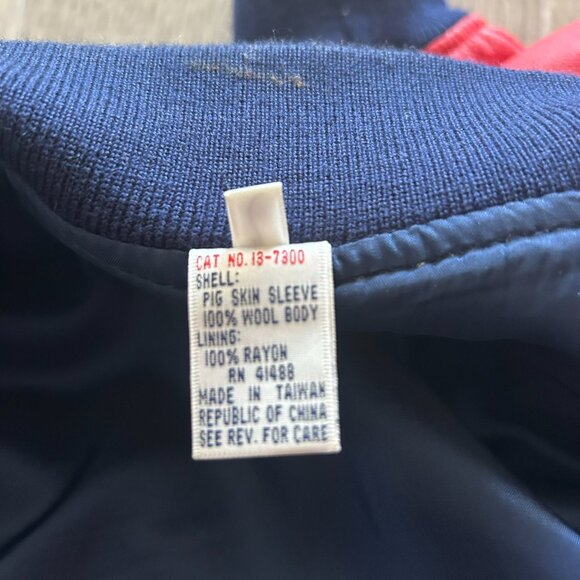 CAT NO. 13-7300
SHELL:
PIG SKIN SLEEVE
100% WOOL BODY
LINING:
100% RAYON
RN 41488
MADE IN TAIWAN
REPUBLIC OF CHINA
SEE REV. FOR CARE